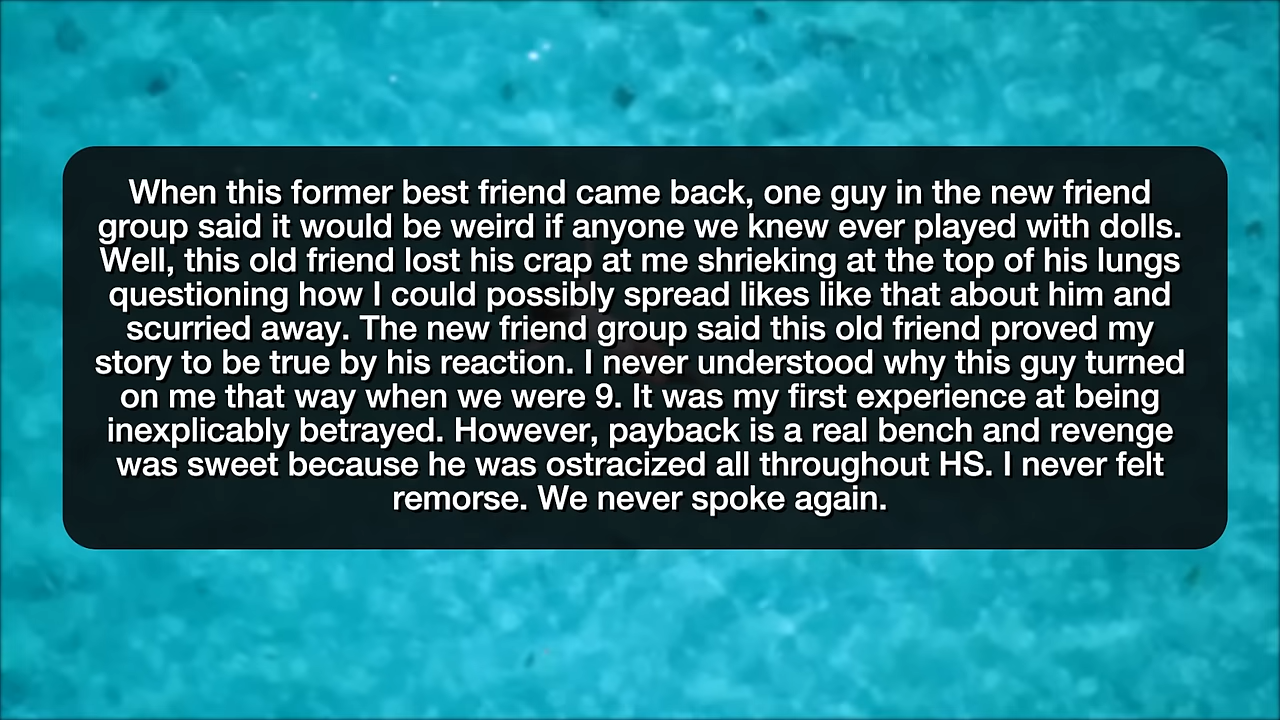 When this former best friend came back, one guy in the new friend
group said it would be weird if anyone we knew ever played with dolls.
Well, this old friend lost his crap at me shrieking at the top of his lungs
questioning how I could possibly spread likes like that about him and
scurried away. The new friend group said this old friend proved my
story to be true by his reaction. I never understood why this guy turned
on me that way when we were 9. It was my first experience at being
inexplicably betrayed. However, payback is a real bench and revenge
was sweet because he was ostracized all throughout HS. I never felt
remorse. We never spoke again.